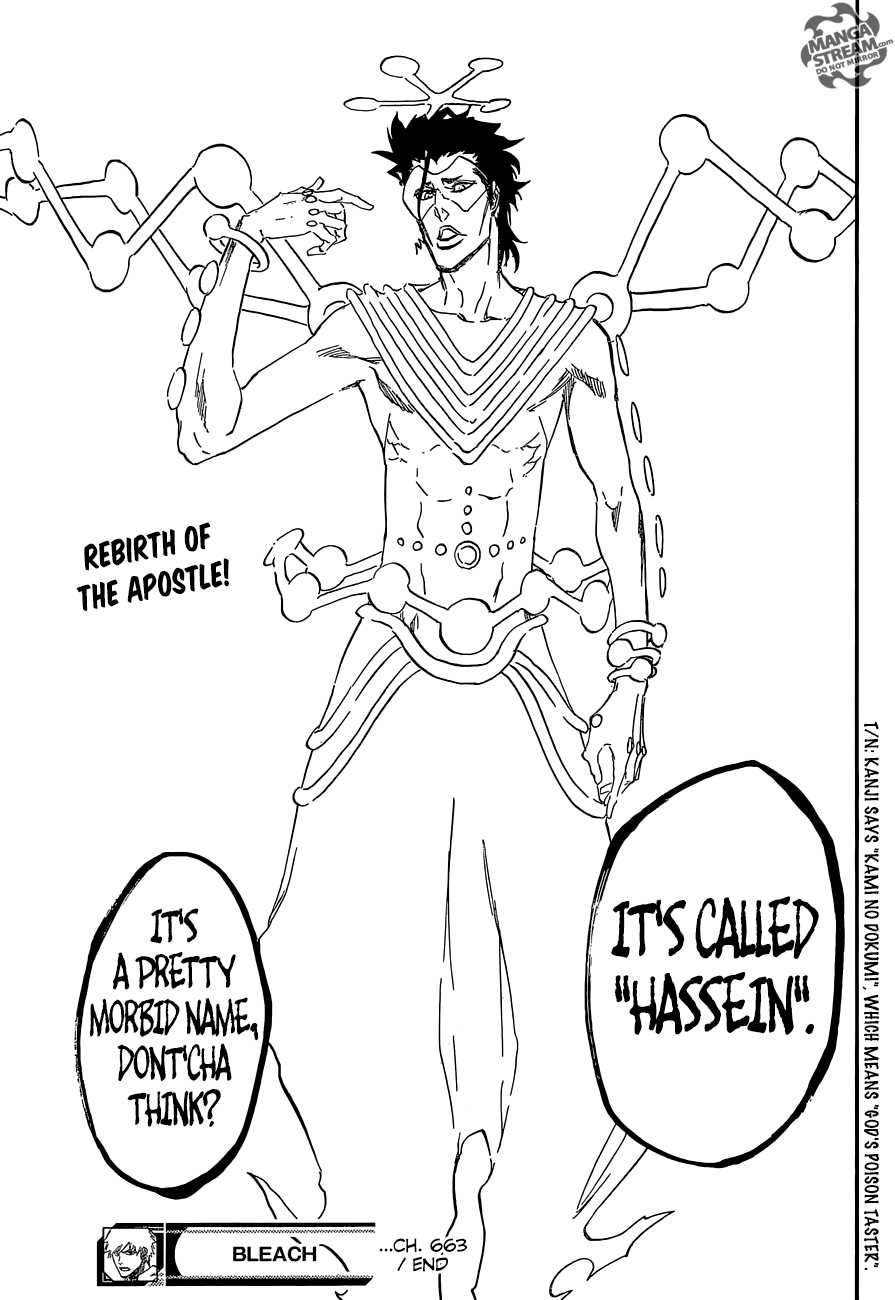 MANGA
STREAM.com
DO NOT MIRROR
REBIRTH OF
THE APOSTLE!
IT'S CALLED
"HASSEIN".
IT'S
A PRETTY
MORBID NAME,
DONT'CHA
THINK?
T/N: KANJI SAYS "KAMI NO DOKUMI", WHICH MEANS "GOD'S POISON TASTER".
BLEACH
...CH. 663
/ END